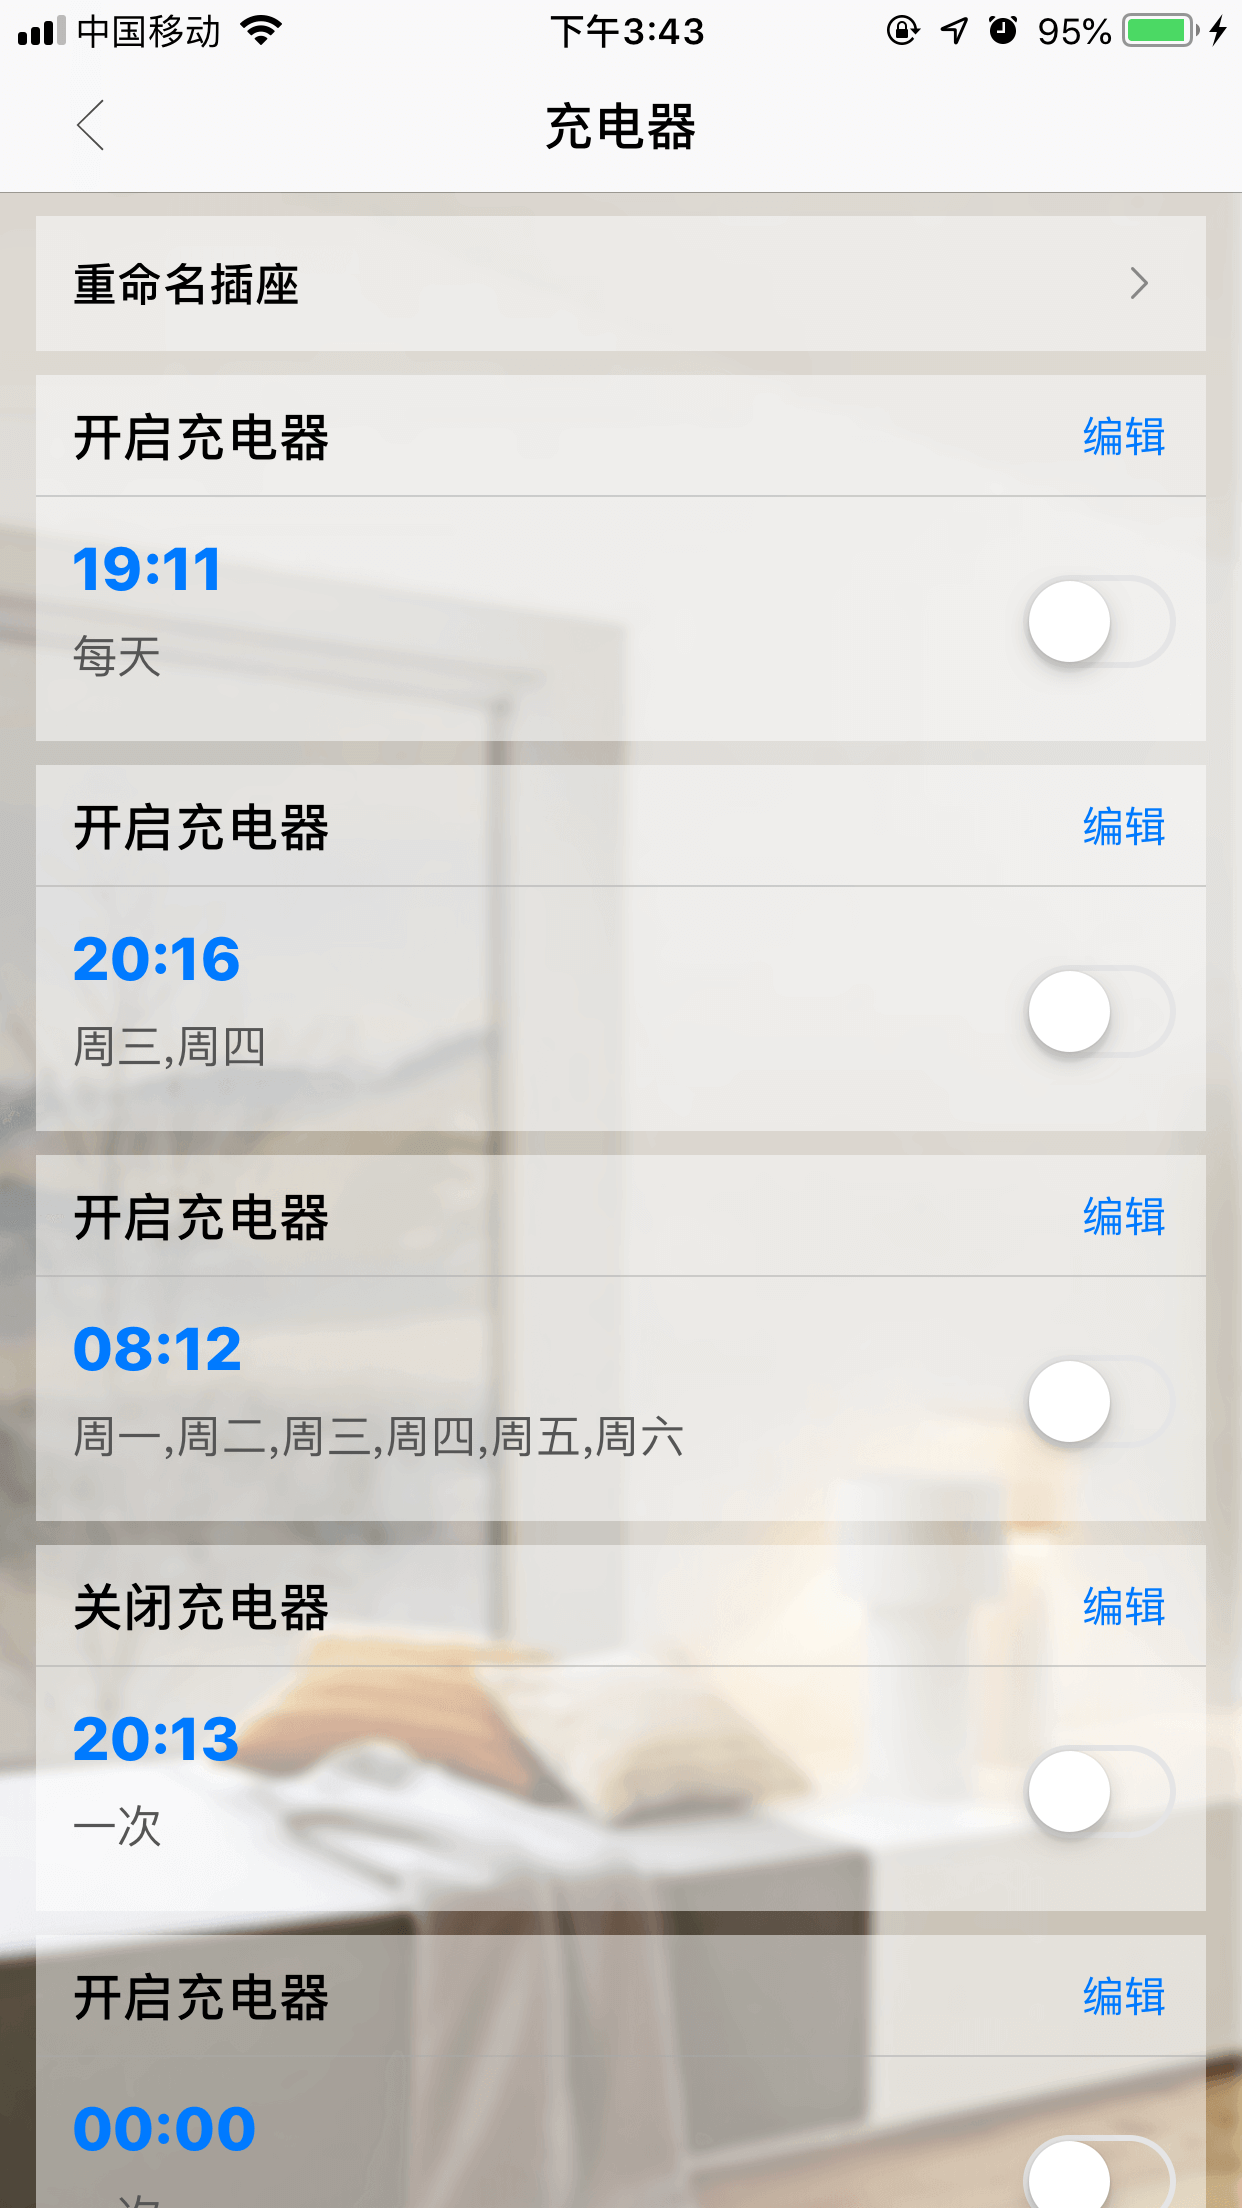 中国移动 下午3:43 95%
充电器
重命名插座
开启充电器 编辑
19:11
每天
开启充电器 编辑
20:16
周三,周四
开启充电器 编辑
08:12
周一,周二,周三,周四,周五,周六
关闭充电器 编辑
20:13
一次
开启充电器 编辑
00:00